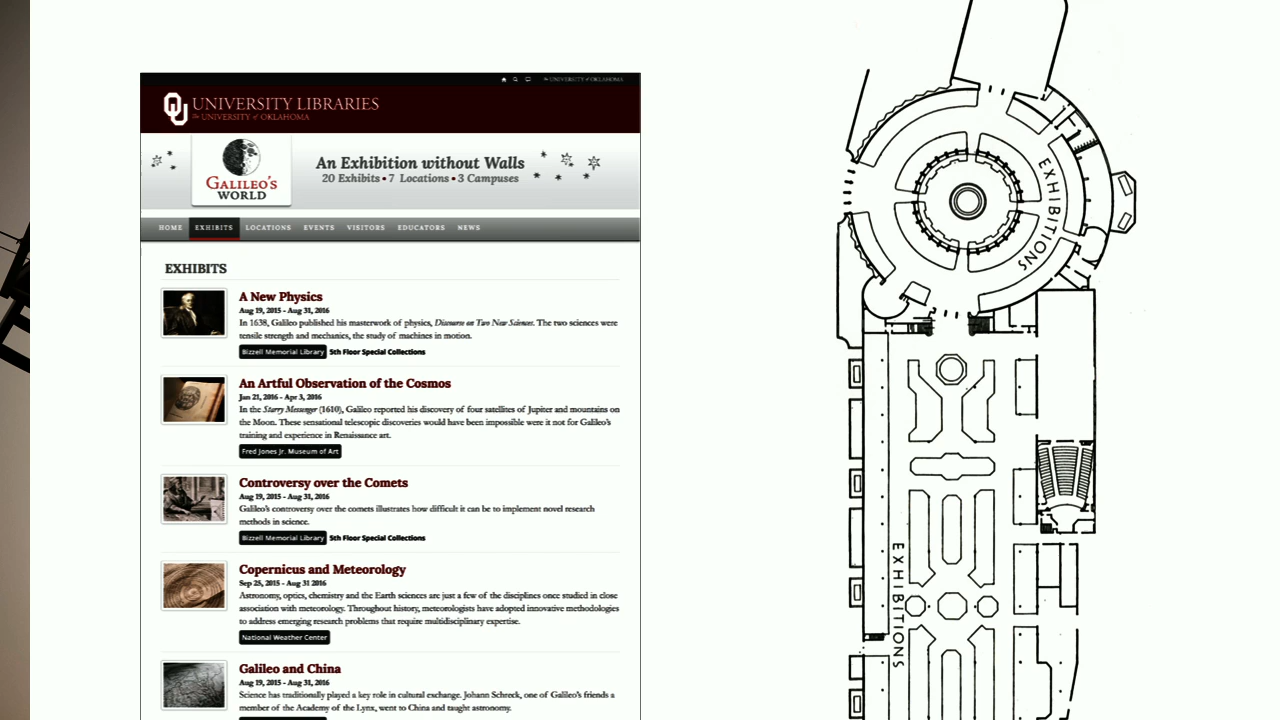 The UNIVERSITY of OKLAHOMA
OU UNIVERSITY LIBRARIES
The UNIVERSITY of OKLAHOMA
GALILEO'S
WORLD
An Exhibition without Walls
20 Exhibits • 7 Locations • 3 Campuses
HOME EXHIBITS LOCATIONS EVENTS VISITORS EDUCATORS NEWS
EXHIBITS
A New Physics
Aug 19, 2015 - Aug 31, 2016
In 1638, Galileo published his masterwork of physics, Discourse on Two New Sciences. The two sciences were
tensile strength and mechanics, the study of machines in motion.
Bizzell Memorial Library 5th Floor Special Collections
An Artful Observation of the Cosmos
Jan 21, 2016 - Apr 3, 2016
In the Starry Messenger (1610), Galileo reported his discovery of four satellites of Jupiter and mountains on
the Moon. These sensational telescopic discoveries would have been impossible were it not for Galileo's
training and experience in Renaissance art.
Fred Jones Jr. Museum of Art
Controversy over the Comets
Aug 19, 2015 - Aug 31, 2016
Galileo's controversy over the comets illustrates how difficult it can be to implement novel research
methods in science.
Bizzell Memorial Library 5th Floor Special Collections
Copernicus and Meteorology
Sep 25, 2015 - Aug 31 2016
Astronomy, optics, chemistry and the Earth sciences are just a few of the disciplines once studied in close
association with meteorology. Throughout history, meteorologists have adopted innovative methodologies
to address emerging research problems that require multidisciplinary expertise.
National Weather Center
Galileo and China
Aug 19, 2015 - Aug 31, 2016
Science has traditionally played a key role in cultural exchange. Johann Schreck, one of Galileo's friends a
member of the Academy of the Lynx, went to China and taught astronomy.
EXHIBITIONS
EXHIBITIONS